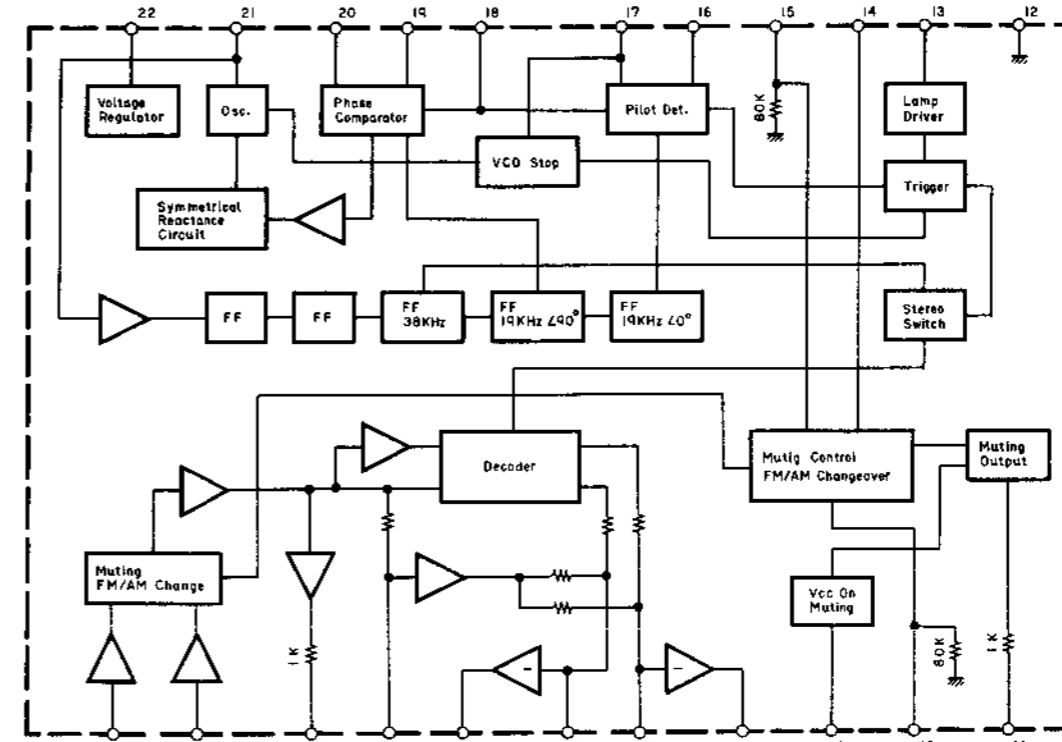 22 21 20 19 18 17 16 15 14 13 12
Voltage
Regulator
Osc.
Phase
Comparator
Pilot Det.
80K
Lamp
Driver
VCO Stop
Trigger
Symmetrical
Reactance
Circuit
FF
FF
FF
38KHz
FF
19KHz ∠90°
FF
19KHz ∠0°
Stereo
Switch
Decoder
Mutig Control
FM/AM Changeover
Muting
Output
Muting
FM/AM Change
Vcc On
Muting
1K
80K
1K